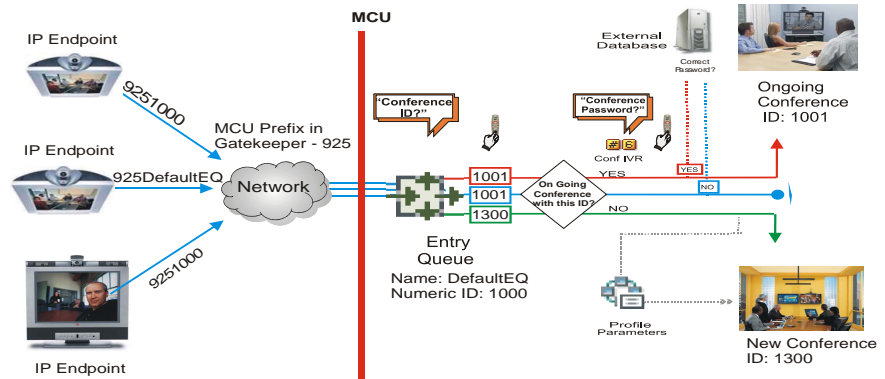 MCU
IP Endpoint
9251000
MCU Prefix in
Gatekeeper - 925
IP Endpoint
925DefaultEQ
Network
9251000
IP Endpoint
"Conference
ID?"
1001
1001
1300
Entry
Queue
Name: DefaultEQ
Numeric ID: 1000
"Conference
Password?"
# 6
Conf IVR
On Going
Conference
with this ID?
YES
NO
External
Database
Correct
Password?
YES
NO
Ongoing
Conference
ID: 1001
Profile
Parameters
New Conference
ID: 1300